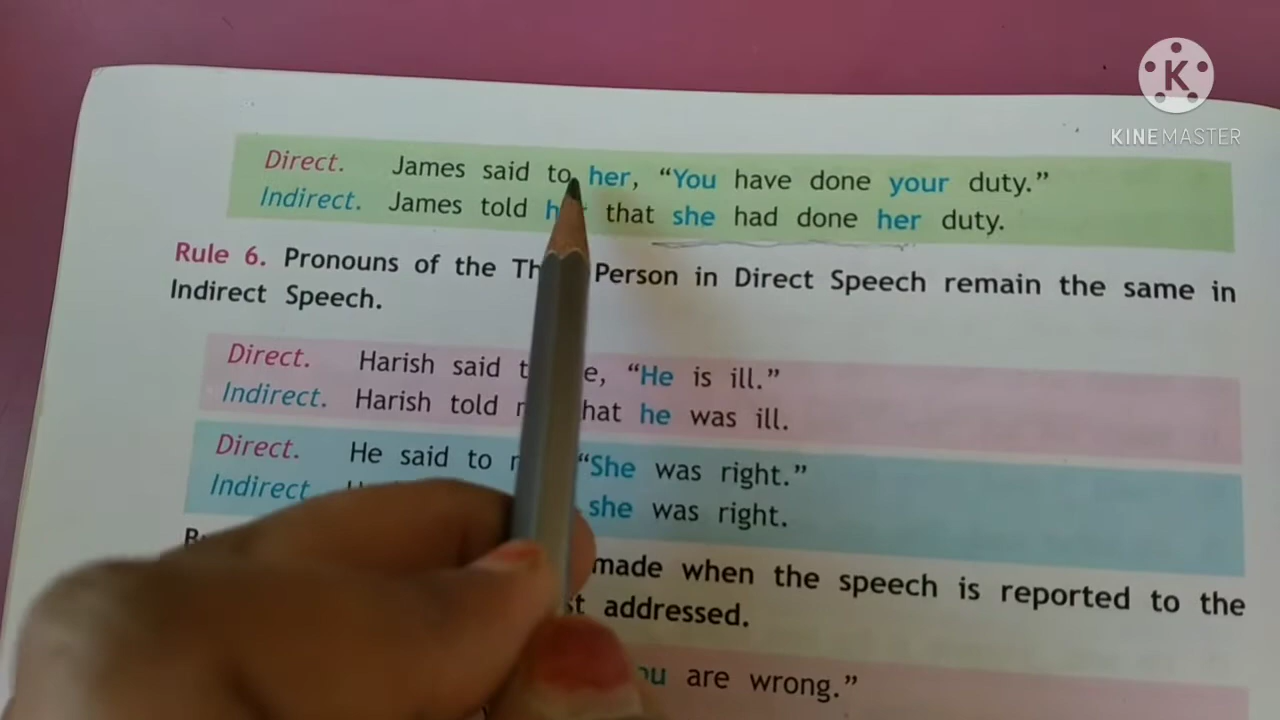 KINEMASTER
Direct. James said to her, “You have done your duty.”
Indirect. James told that she had done her duty.
Rule 6. Pronouns of the Person in Direct Speech remain the same in
Indirect Speech.
Direct. Harish said “He is ill.”
Indirect. Harish told he was ill.
Direct. He said to “She was right.”
Indirect she was right.
made when the speech is reported to the
addressed.
are wrong.”